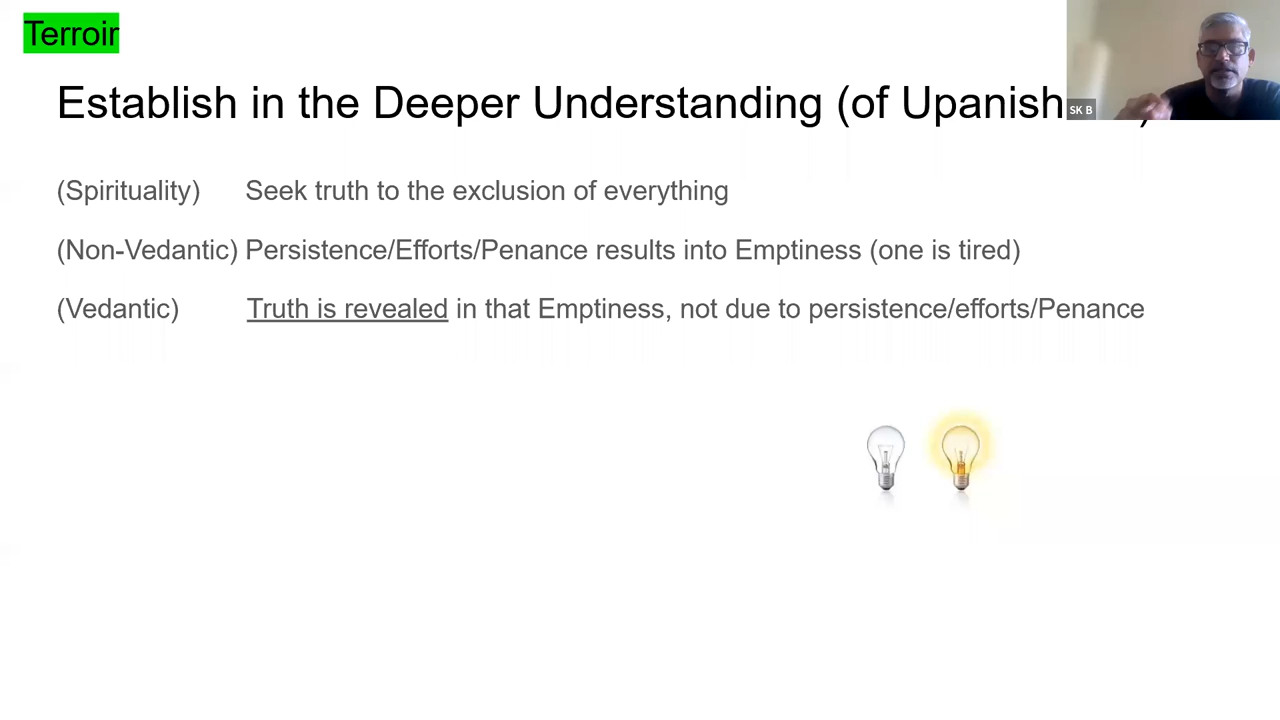 Terroir
Establish in the Deeper Understanding (of
SK B
(Spirituality) Seek truth to the exclusion of everything
(Non-Vedantic) Persistence/Efforts/Penance results into Emptiness (one is tired)
(Vedantic) Truth is revealed in that Emptiness, not due to persistence/efforts/Penance